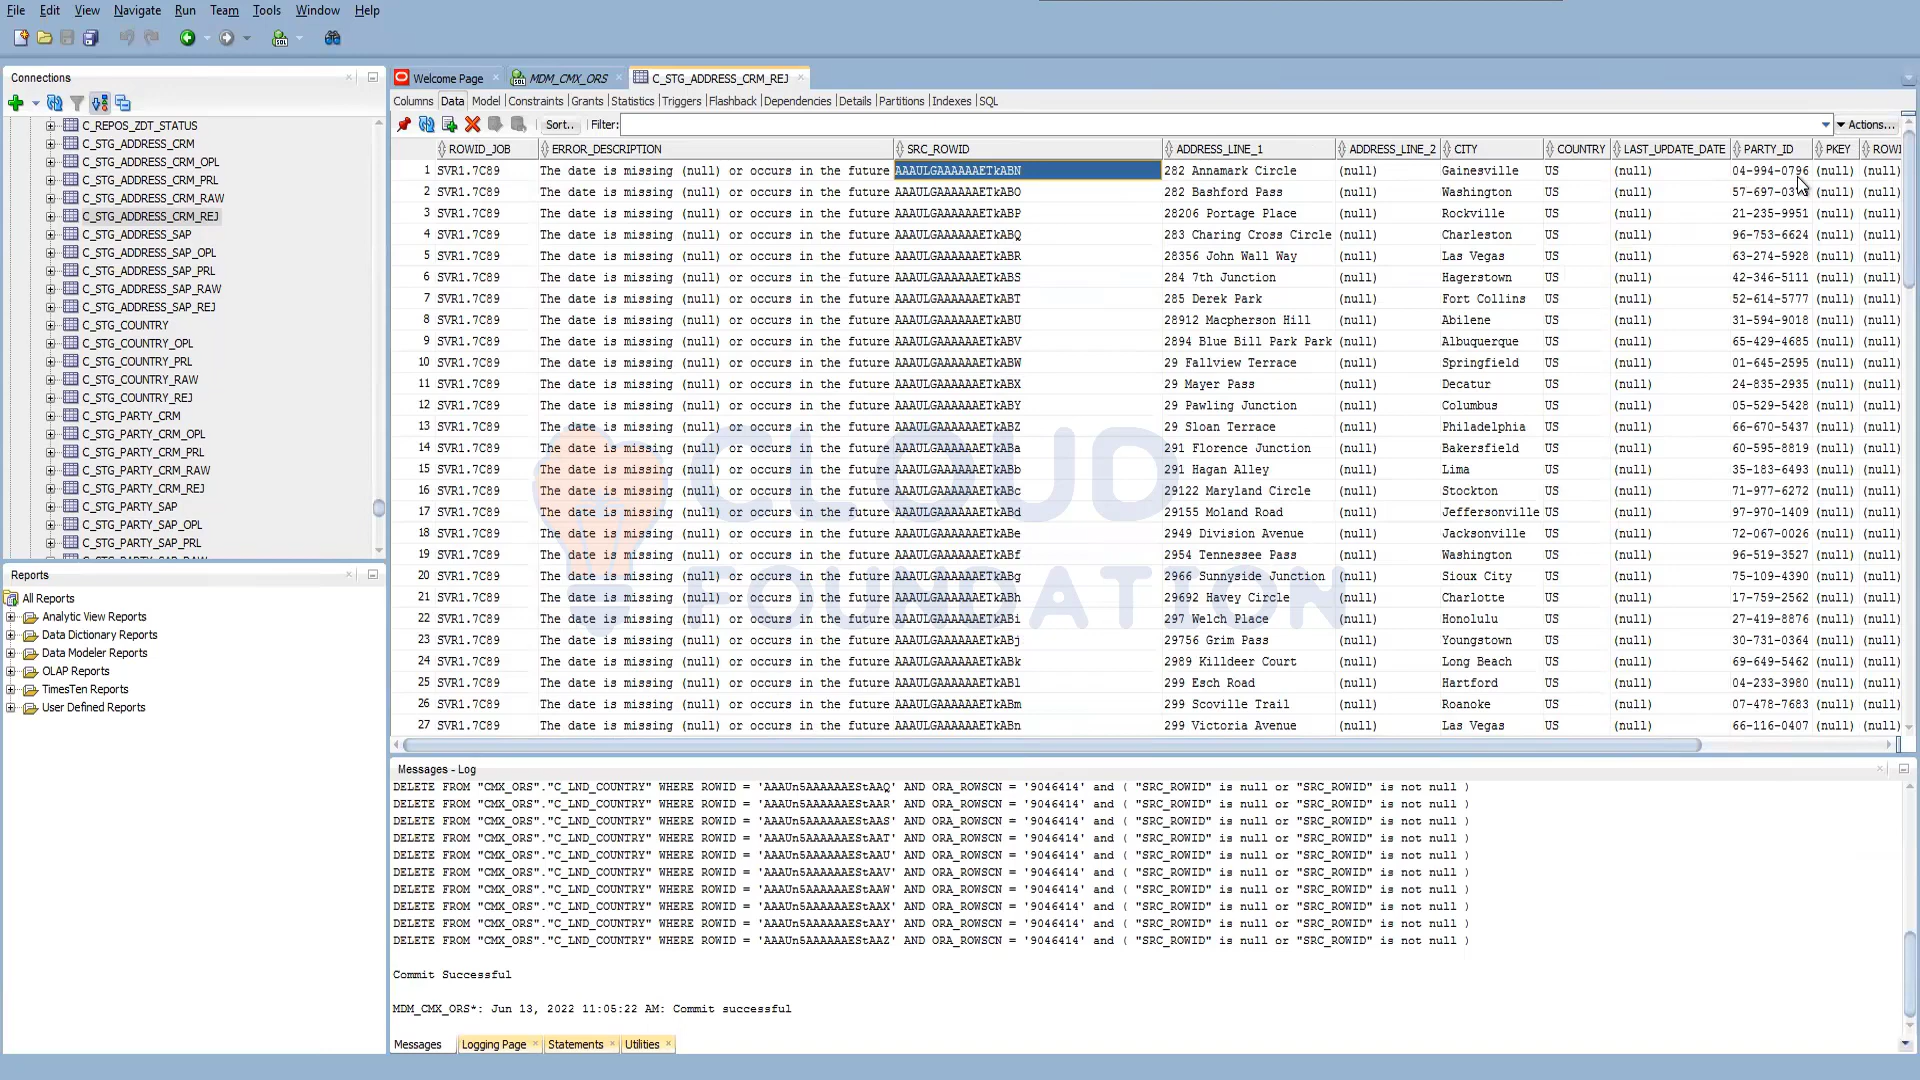 File Edit View Navigate Run Team Tools Window Help
Connections
C_REPOS_ZDT_STATUS
C_STG_ADDRESS_CRM
C_STG_ADDRESS_CRM_OPL
C_STG_ADDRESS_CRM_PRL
C_STG_ADDRESS_CRM_RAW
C_STG_ADDRESS_CRM_REJ
C_STG_ADDRESS_SAP
C_STG_ADDRESS_SAP_OPL
C_STG_ADDRESS_SAP_PRL
C_STG_ADDRESS_SAP_RAW
C_STG_ADDRESS_SAP_REJ
C_STG_COUNTRY
C_STG_COUNTRY_OPL
C_STG_COUNTRY_PRL
C_STG_COUNTRY_RAW
C_STG_COUNTRY_REJ
C_STG_PARTY_CRM
C_STG_PARTY_CRM_OPL
C_STG_PARTY_CRM_PRL
C_STG_PARTY_CRM_RAW
C_STG_PARTY_CRM_REJ
C_STG_PARTY_SAP
C_STG_PARTY_SAP_OPL
C_STG_PARTY_SAP_PRL
Reports
All Reports
Analytic View Reports
Data Dictionary Reports
Data Modeler Reports
OLAP Reports
TimesTen Reports
User Defined Reports
Welcome Page MDM_CMX_ORS C_STG_ADDRESS_CRM_REJ
Columns Data Model Constraints Grants Statistics Triggers Flashback Dependencies Details Partitions Indexes SQL
Sort.. Filter: Actions...
ROWID_JOB ERROR_DESCRIPTION SRC_ROWID ADDRESS_LINE_1 ADDRESS_LINE_2 CITY COUNTRY LAST_UPDATE_DATE PARTY_ID PKEY ROWI
1 SVR1.7C89 The date is missing (null) or occurs in the future AAAULGAAAAAAETkABN 282 Annamark Circle (null) Gainesville US (null) 04-994-0796 (null) (null)
2 SVR1.7C89 The date is missing (null) or occurs in the future AAAULGAAAAAAETkABO 282 Bashford Pass (null) Washington US (null) 57-697-03 (null) (null)
3 SVR1.7C89 The date is missing (null) or occurs in the future AAAULGAAAAAAETkABP 28206 Portage Place (null) Rockville US (null) 21-235-9951 (null) (null)
4 SVR1.7C89 The date is missing (null) or occurs in the future AAAULGAAAAAAETkABQ 283 Charing Cross Circle (null) Charleston US (null) 96-753-6624 (null) (null)
5 SVR1.7C89 The date is missing (null) or occurs in the future AAAULGAAAAAAETkABR 28356 John Wall Way (null) Las Vegas US (null) 63-274-5928 (null) (null)
6 SVR1.7C89 The date is missing (null) or occurs in the future AAAULGAAAAAAETkABS 284 7th Junction (null) Hagerstown US (null) 42-346-5111 (null) (null)
7 SVR1.7C89 The date is missing (null) or occurs in the future AAAULGAAAAAAETkABT 285 Derek Park (null) Fort Collins US (null) 52-614-5777 (null) (null)
8 SVR1.7C89 The date is missing (null) or occurs in the future AAAULGAAAAAAETkABU 28912 Macpherson Hill (null) Abilene US (null) 31-594-9018 (null) (null)
9 SVR1.7C89 The date is missing (null) or occurs in the future AAAULGAAAAAAETkABV 2894 Blue Bill Park Park (null) Albuquerque US (null) 65-429-4685 (null) (null)
10 SVR1.7C89 The date is missing (null) or occurs in the future AAAULGAAAAAAETkABW 29 Fallview Terrace (null) Springfield US (null) 01-645-2595 (null) (null)
11 SVR1.7C89 The date is missing (null) or occurs in the future AAAULGAAAAAAETkABX 29 Mayer Pass (null) Decatur US (null) 24-835-2935 (null) (null)
12 SVR1.7C89 The date is missing (null) or occurs in the future AAAULGAAAAAAETkABY 29 Pawling Junction (null) Columbus US (null) 05-529-5428 (null) (null)
13 SVR1.7C89 The date is missing (null) or occurs in the future AAAULGAAAAAAETkABZ 29 Sloan Terrace (null) Philadelphia US (null) 66-670-5437 (null) (null)
14 SVR1.7C89 The date is missing (null) or occurs in the future AAAULGAAAAAAETkABa 291 Florence Junction (null) Bakersfield US (null) 60-595-8819 (null) (null)
15 SVR1.7C89 The date is missing (null) or occurs in the future AAAULGAAAAAAETkABb 291 Hagan Alley (null) Lima US (null) 35-183-6493 (null) (null)
16 SVR1.7C89 The date is missing (null) or occurs in the future AAAULGAAAAAAETkABc 29122 Maryland Circle (null) Stockton US (null) 71-977-6272 (null) (null)
17 SVR1.7C89 The date is missing (null) or occurs in the future AAAULGAAAAAAETkABd 29155 Moland Road (null) Jeffersonville US (null) 97-970-1409 (null) (null)
18 SVR1.7C89 The date is missing (null) or occurs in the future AAAULGAAAAAAETkABe 2949 Division Avenue (null) Jacksonville US (null) 72-067-0026 (null) (null)
19 SVR1.7C89 The date is missing (null) or occurs in the future AAAULGAAAAAAETkABf 2954 Tennessee Pass (null) Washington US (null) 96-519-3527 (null) (null)
20 SVR1.7C89 The date is missing (null) or occurs in the future AAAULGAAAAAAETkABg 2966 Sunnyside Junction (null) Sioux City US (null) 75-109-4390 (null) (null)
21 SVR1.7C89 The date is missing (null) or occurs in the future AAAULGAAAAAAETkABh 29692 Havey Circle (null) Charlotte US (null) 17-759-2562 (null) (null)
22 SVR1.7C89 The date is missing (null) or occurs in the future AAAULGAAAAAAETkABi 297 Welch Place (null) Honolulu US (null) 27-419-8876 (null) (null)
23 SVR1.7C89 The date is missing (null) or occurs in the future AAAULGAAAAAAETkABj 29756 Grim Pass (null) Youngstown US (null) 30-731-0364 (null) (null)
24 SVR1.7C89 The date is missing (null) or occurs in the future AAAULGAAAAAAETkABk 2989 Killdeer Court (null) Long Beach US (null) 69-649-5462 (null) (null)
25 SVR1.7C89 The date is missing (null) or occurs in the future AAAULGAAAAAAETkABl 299 Esch Road (null) Hartford US (null) 04-233-3980 (null) (null)
26 SVR1.7C89 The date is missing (null) or occurs in the future AAAULGAAAAAAETkABm 299 Scoville Trail (null) Roanoke US (null) 07-478-7683 (null) (null)
27 SVR1.7C89 The date is missing (null) or occurs in the future AAAULGAAAAAAETkABn 299 Victoria Avenue (null) Las Vegas US (null) 66-116-0407 (null) (null)
CLOUD
FOUNDATION
Messages - Log
DELETE FROM "CMX_ORS"."C_LND_COUNTRY" WHERE ROWID = 'AAAUn5AAAAAAEStAAQ' AND ORA_ROWSCN = '9046414' and ( "SRC_ROWID" is null or "SRC_ROWID" is not null )
DELETE FROM "CMX_ORS"."C_LND_COUNTRY" WHERE ROWID = 'AAAUn5AAAAAAEStAAR' AND ORA_ROWSCN = '9046414' and ( "SRC_ROWID" is null or "SRC_ROWID" is not null )
DELETE FROM "CMX_ORS"."C_LND_COUNTRY" WHERE ROWID = 'AAAUn5AAAAAAEStAAS' AND ORA_ROWSCN = '9046414' and ( "SRC_ROWID" is null or "SRC_ROWID" is not null )
DELETE FROM "CMX_ORS"."C_LND_COUNTRY" WHERE ROWID = 'AAAUn5AAAAAAEStAAT' AND ORA_ROWSCN = '9046414' and ( "SRC_ROWID" is null or "SRC_ROWID" is not null )
DELETE FROM "CMX_ORS"."C_LND_COUNTRY" WHERE ROWID = 'AAAUn5AAAAAAEStAAU' AND ORA_ROWSCN = '9046414' and ( "SRC_ROWID" is null or "SRC_ROWID" is not null )
DELETE FROM "CMX_ORS"."C_LND_COUNTRY" WHERE ROWID = 'AAAUn5AAAAAAEStAAV' AND ORA_ROWSCN = '9046414' and ( "SRC_ROWID" is null or "SRC_ROWID" is not null )
DELETE FROM "CMX_ORS"."C_LND_COUNTRY" WHERE ROWID = 'AAAUn5AAAAAAEStAAW' AND ORA_ROWSCN = '9046414' and ( "SRC_ROWID" is null or "SRC_ROWID" is not null )
DELETE FROM "CMX_ORS"."C_LND_COUNTRY" WHERE ROWID = 'AAAUn5AAAAAAEStAAX' AND ORA_ROWSCN = '9046414' and ( "SRC_ROWID" is null or "SRC_ROWID" is not null )
DELETE FROM "CMX_ORS"."C_LND_COUNTRY" WHERE ROWID = 'AAAUn5AAAAAAEStAAY' AND ORA_ROWSCN = '9046414' and ( "SRC_ROWID" is null or "SRC_ROWID" is not null )
DELETE FROM "CMX_ORS"."C_LND_COUNTRY" WHERE ROWID = 'AAAUn5AAAAAAEStAAZ' AND ORA_ROWSCN = '9046414' and ( "SRC_ROWID" is null or "SRC_ROWID" is not null )
Commit Successful
MDM_CMX_ORS*: Jun 13, 2022 11:05:22 AM: Commit successful
Messages Logging Page Statements Utilities